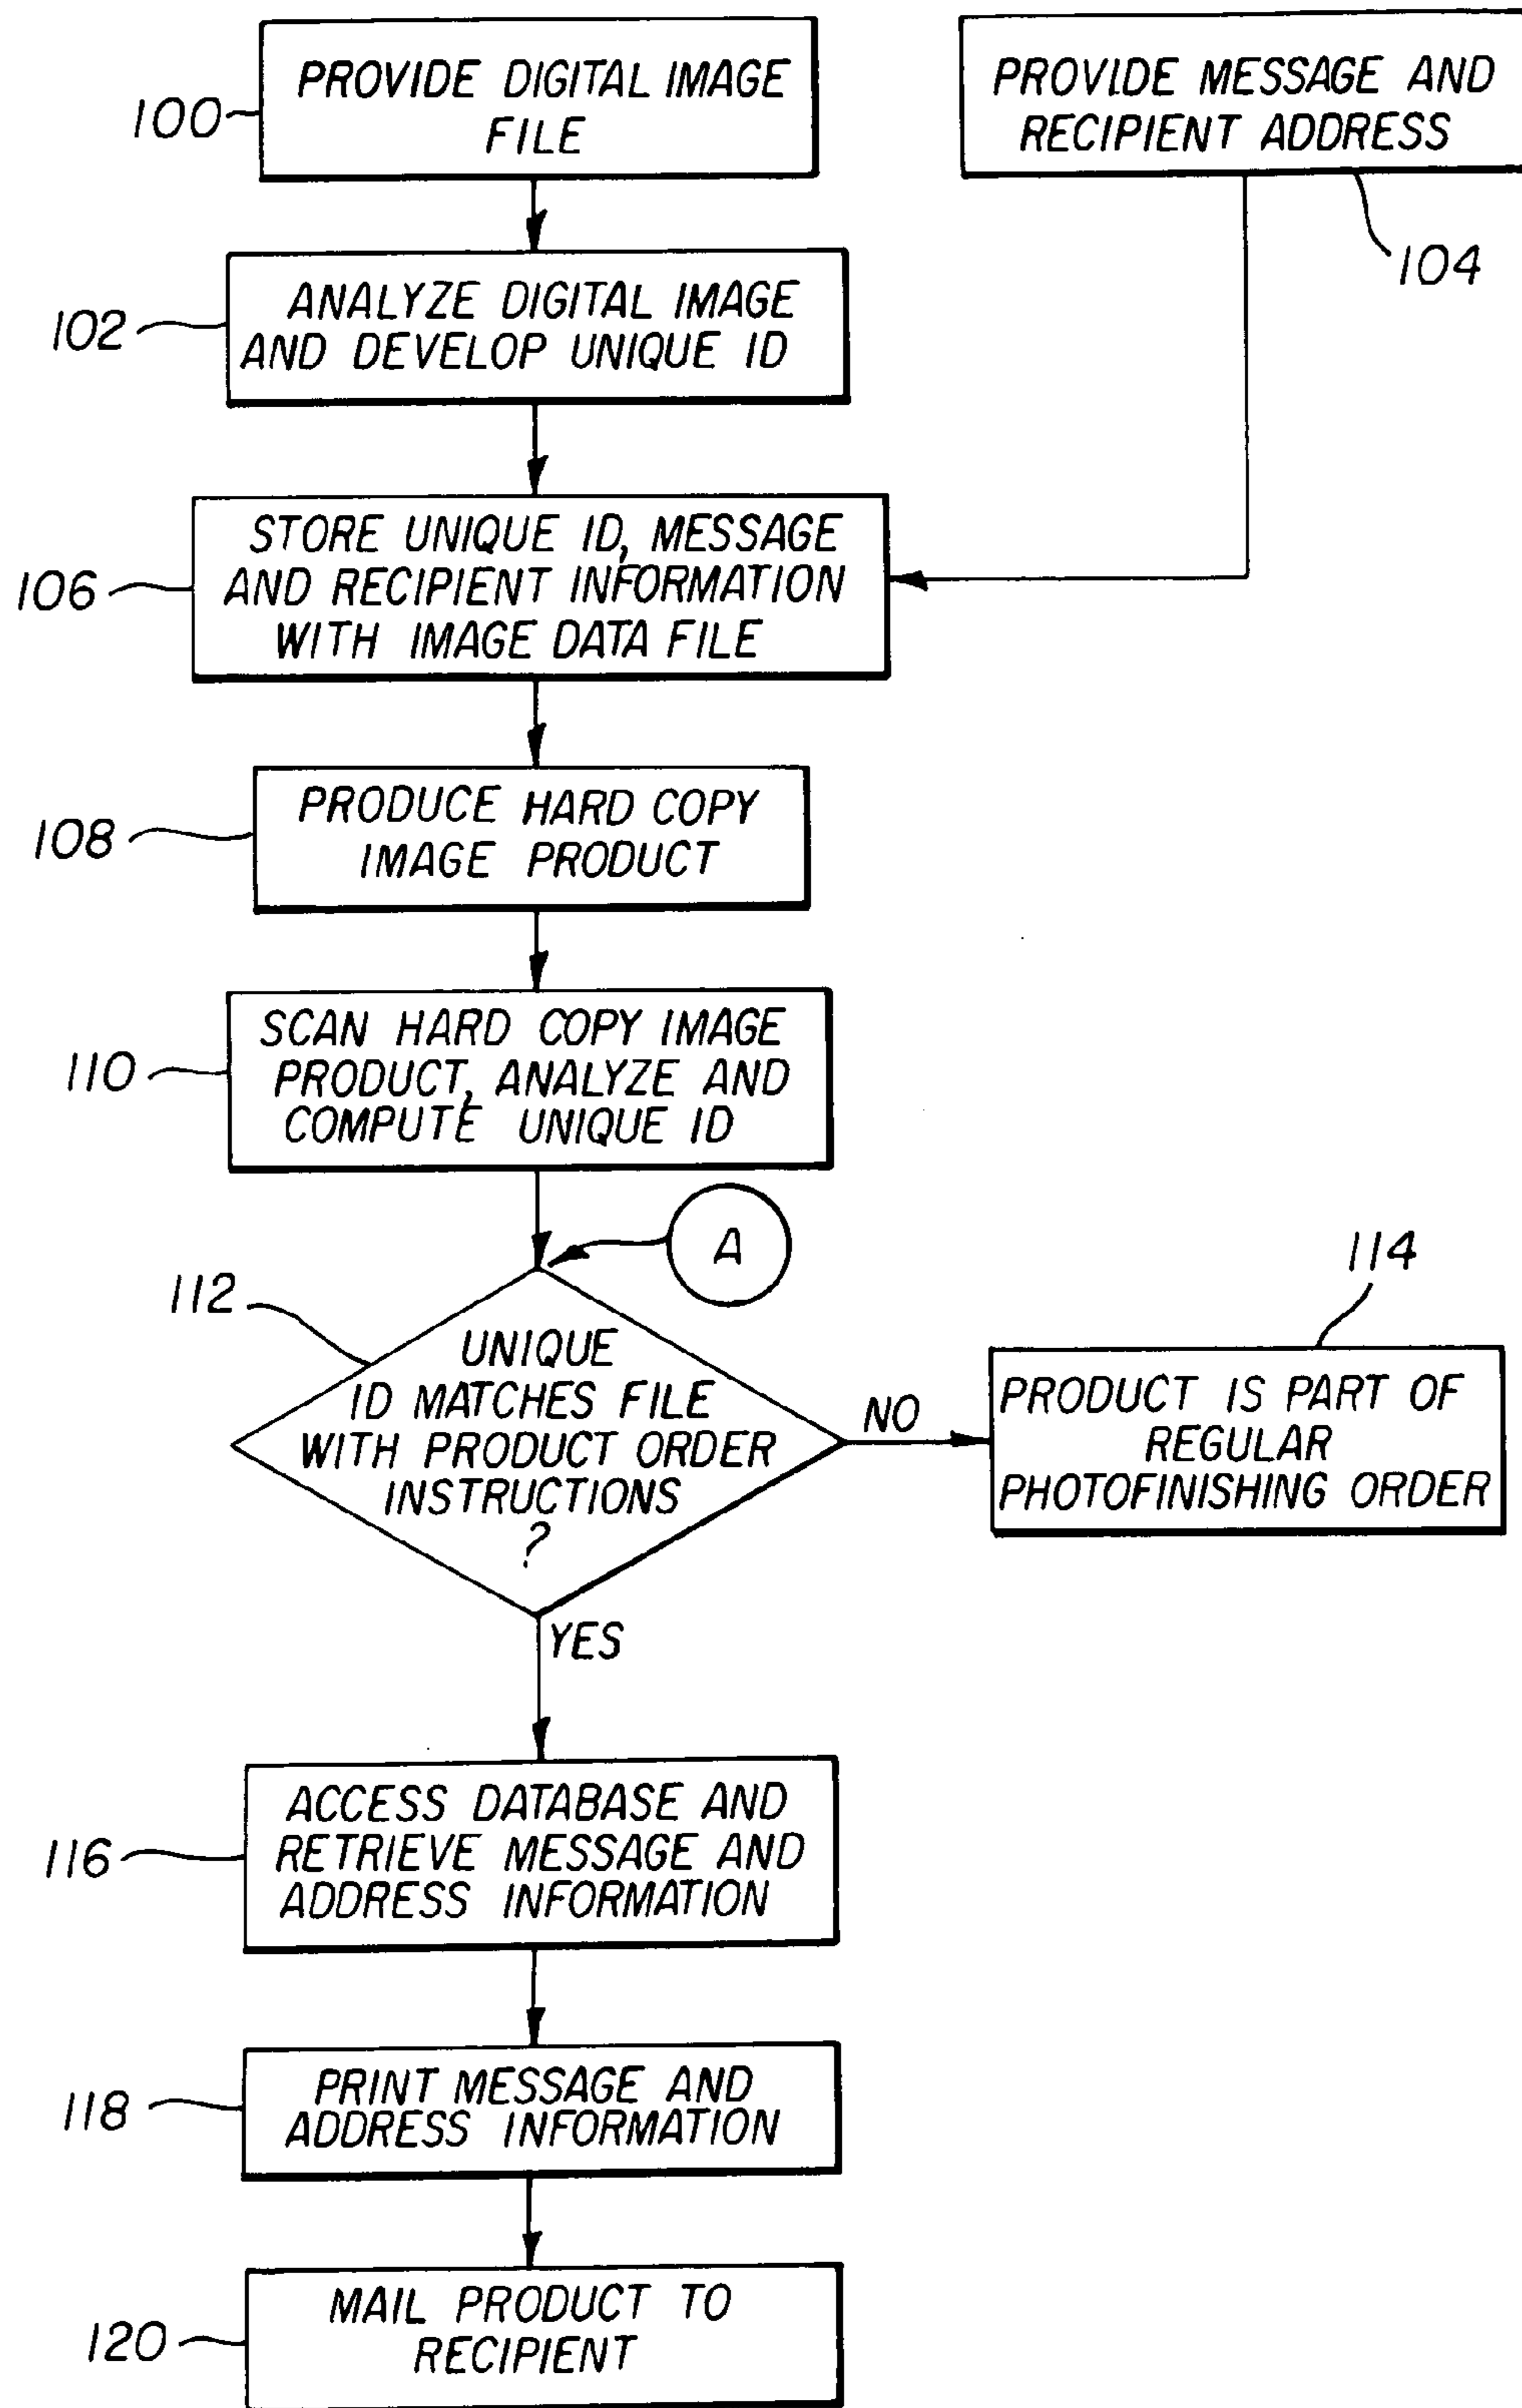 PROVIDE DIGITAL IMAGE
FILE
100
PROVIDE MESSAGE AND
RECIPIENT ADDRESS
104
ANALYZE DIGITAL IMAGE
AND DEVELOP UNIQUE ID
102
STORE UNIQUE ID, MESSAGE
AND RECIPIENT INFORMATION
WITH IMAGE DATA FILE
106
PRODUCE HARD COPY
IMAGE PRODUCT
108
SCAN HARD COPY IMAGE
PRODUCT, ANALYZE AND
COMPUTE UNIQUE ID
110
A
112
UNIQUE
ID MATCHES FILE
WITH PRODUCT ORDER
INSTRUCTIONS
?
NO
114
PRODUCT IS PART OF
REGULAR
PHOTOFINISHING ORDER
YES
ACCESS DATABASE AND
RETRIEVE MESSAGE AND
ADDRESS INFORMATION
116
PRINT MESSAGE AND
ADDRESS INFORMATION
118
MAIL PRODUCT TO
RECIPIENT
120